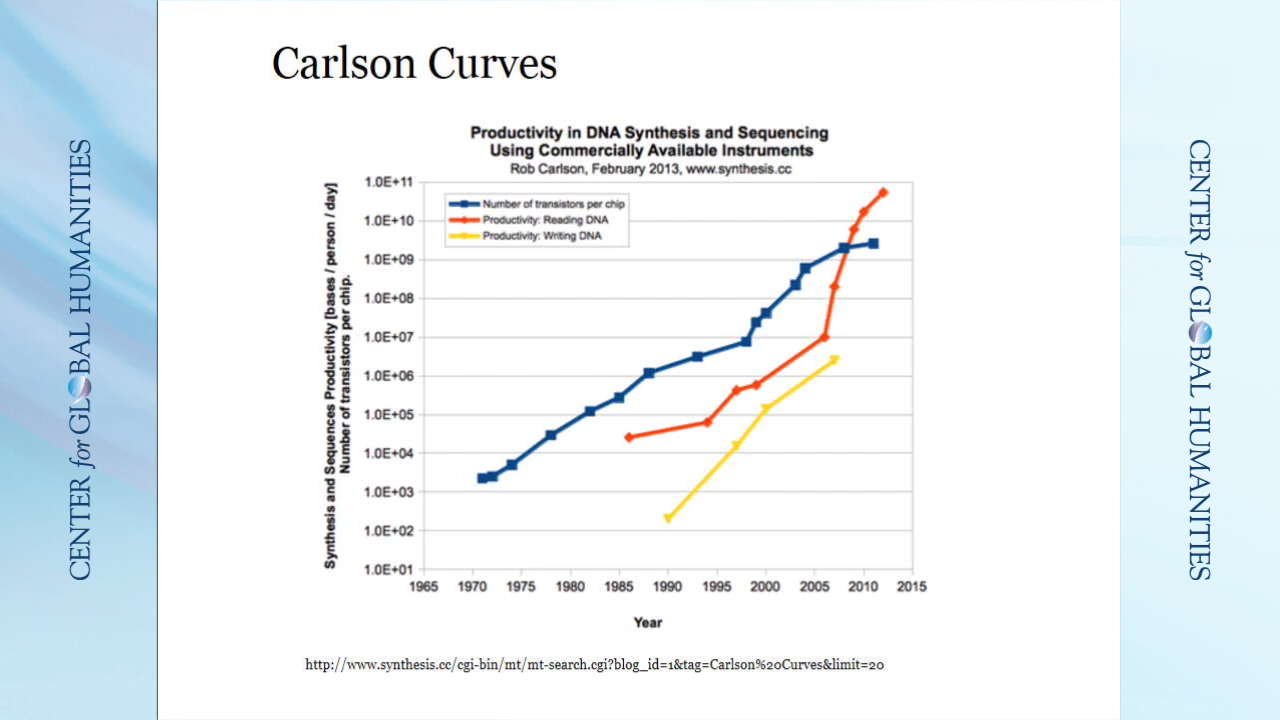 Carlson Curves
Productivity in DNA Synthesis and Sequencing
Using Commercially Available Instruments
Rob Carlson, February 2013, www.synthesis.cc
Number of transistors per chip
Productivity: Reading DNA
Productivity: Writing DNA
Synthesis and Sequences Productivity [bases / person / day]
Number of transistors per chip.
1.0E+11
1.0E+10
1.0E+09
1.0E+08
1.0E+07
1.0E+06
1.0E+05
1.0E+04
1.0E+03
1.0E+02
1.0E+01
1965 1970 1975 1980 1985 1990 1995 2000 2005 2010 2015
Year
http://www.synthesis.cc/cgi-bin/mt/mt-search.cgi?blog_id=1&tag=Carlson%20Curves&limit=20
CENTER for GLOBAL HUMANITIES
CENTER for GLOBAL HUMANITIES